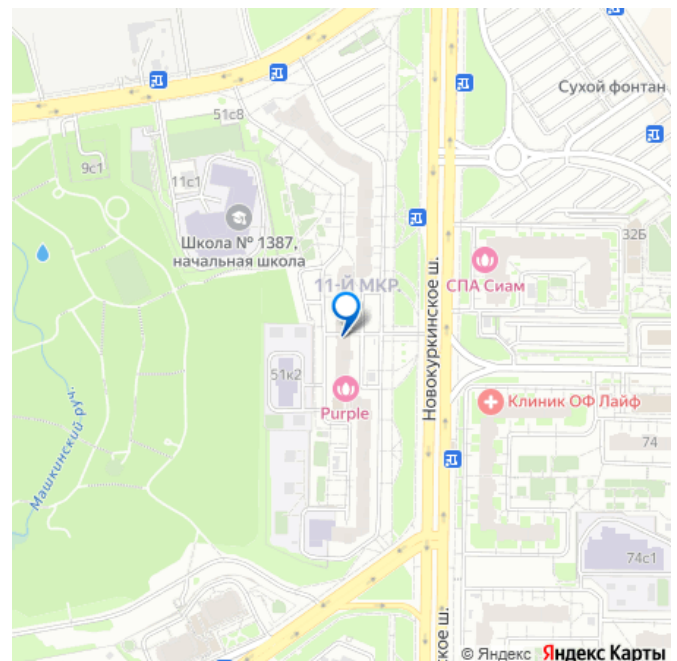 51с8
Сухой фонтан
9с1
11с1
Школа № 1387,
начальная школа
32Б
СПА Сиам
11-Й МКР.
Новокуркинское ш.
51к2
Purple
Клиник ОФ Лайф
74
Машкинский руч.
74с1
ское ш.
© Яндекс Яндекс Карты